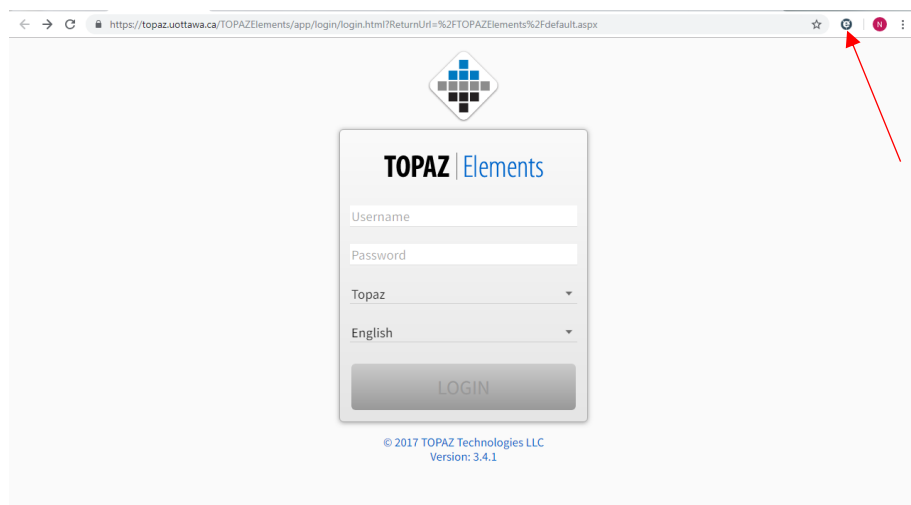 https://topaz.uottawa.ca/TOPAZElements/app/login/login.html?ReturnUrl=%2FTOPAZElements%2Fdefault.aspx
N
TOPAZ Elements
Username
Password
Topaz
English
LOGIN
© 2017 TOPAZ Technologies LLC
Version: 3.4.1